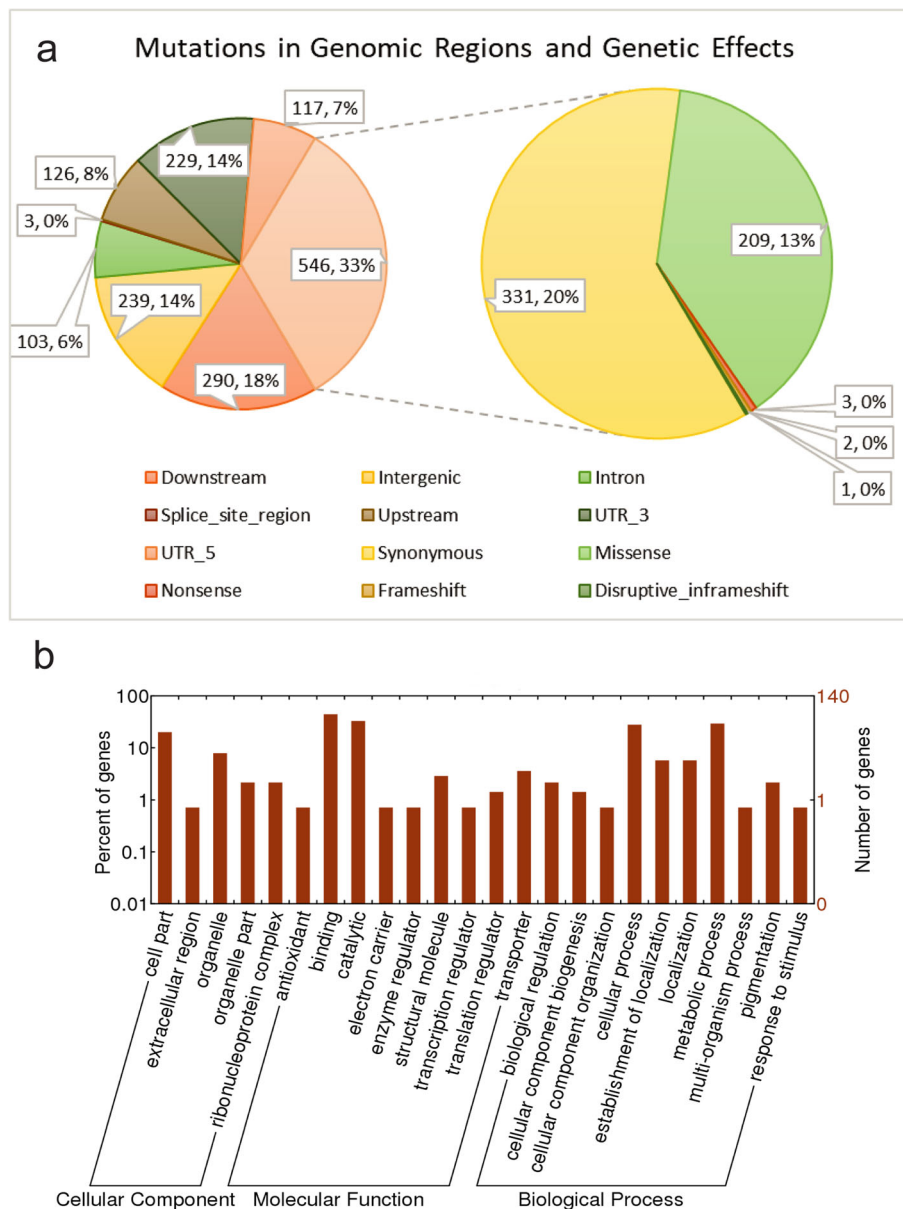 a
Mutations in Genomic Regions and Genetic Effects
117, 7%
229, 14%
126, 8%
3, 0%
546, 33%
239, 14%
103, 6%
290, 18%
209, 13%
331, 20%
3, 0%
2, 0%
1, 0%
Downstream
Intergenic
Intron
Splice_site_region
Upstream
UTR_3
UTR_5
Synonymous
Missense
Nonsense
Frameshift
Disruptive_inframeshift
b
Percent of genes
100
10
1
0.1
0.01
140
1
0
Number of genes
cell part
extracellular region
organelle
organelle part
ribonucleoprotein complex
antioxidant
binding
catalytic
electron carrier
enzyme regulator
structural molecule
transcription regulator
translation regulator
transporter
biological regulation
cellular component biogenesis
cellular component organization
cellular process
establishment of localization
localization
metabolic process
multi-organism process
pigmentation
response to stimulus
Cellular Component
Molecular Function
Biological Process